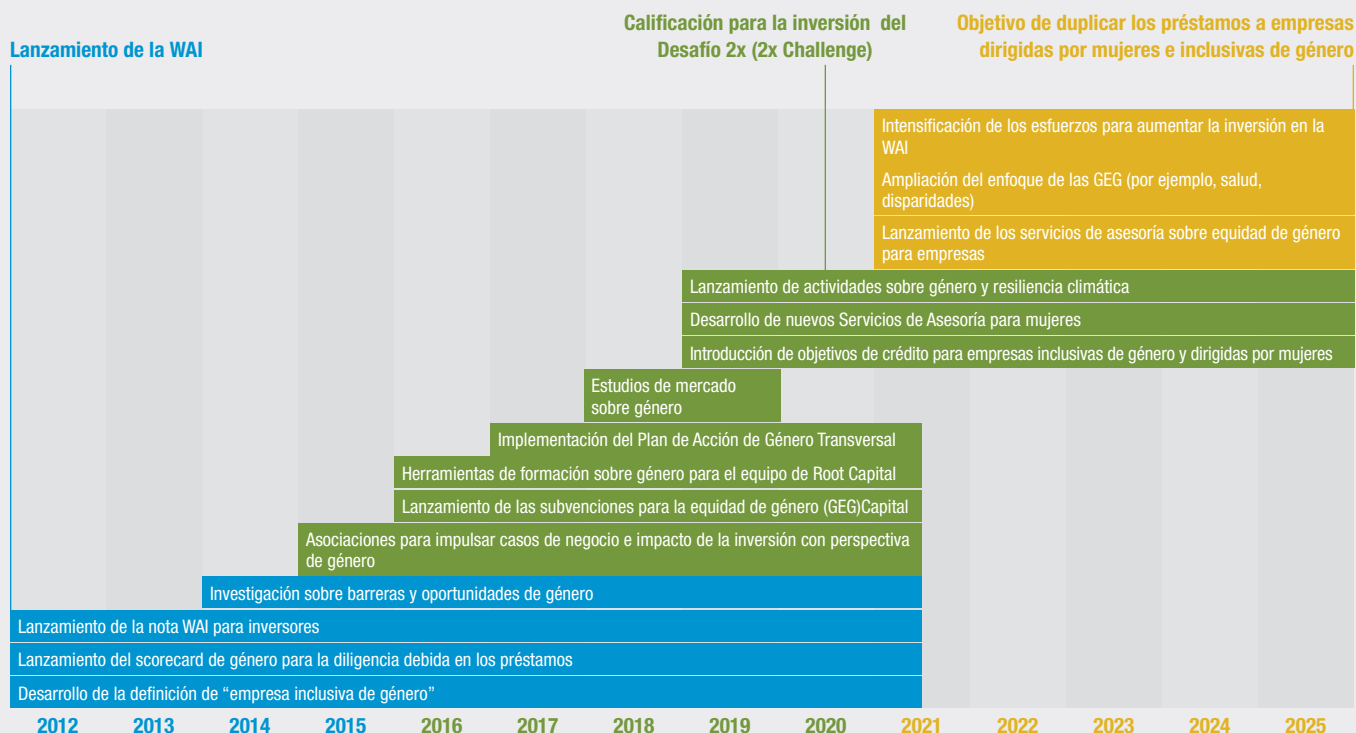 Lanzamiento de la WAI
Calificación para la inversión del
Desafío 2x (2x Challenge)
Objetivo de duplicar los préstamos a empresas
dirigidas por mujeres e inclusivas de género
Intensificación de los esfuerzos para aumentar la inversión en la
WAI
Ampliación del enfoque de las GEG (por ejemplo, salud,
disparidades)
Lanzamiento de los servicios de asesoría sobre equidad de género
para empresas
Lanzamiento de actividades sobre género y resiliencia climática
Desarrollo de nuevos Servicios de Asesoría para mujeres
Introducción de objetivos de crédito para empresas inclusivas de género y dirigidas por mujeres
Estudios de mercado
sobre género
Implementación del Plan de Acción de Género Transversal
Herramientas de formación sobre género para el equipo de Root Capital
Lanzamiento de las subvenciones para la equidad de género (GEG)Capital
Asociaciones para impulsar casos de negocio e impacto de la inversión con perspectiva
de género
Investigación sobre barreras y oportunidades de género
Lanzamiento de la nota WAI para inversores
Lanzamiento del scorecard de género para la diligencia debida en los préstamos
Desarrollo de la definición de “empresa inclusiva de género”
2012 2013 2014 2015 2016 2017 2018 2019 2020 2021 2022 2023 2024 2025